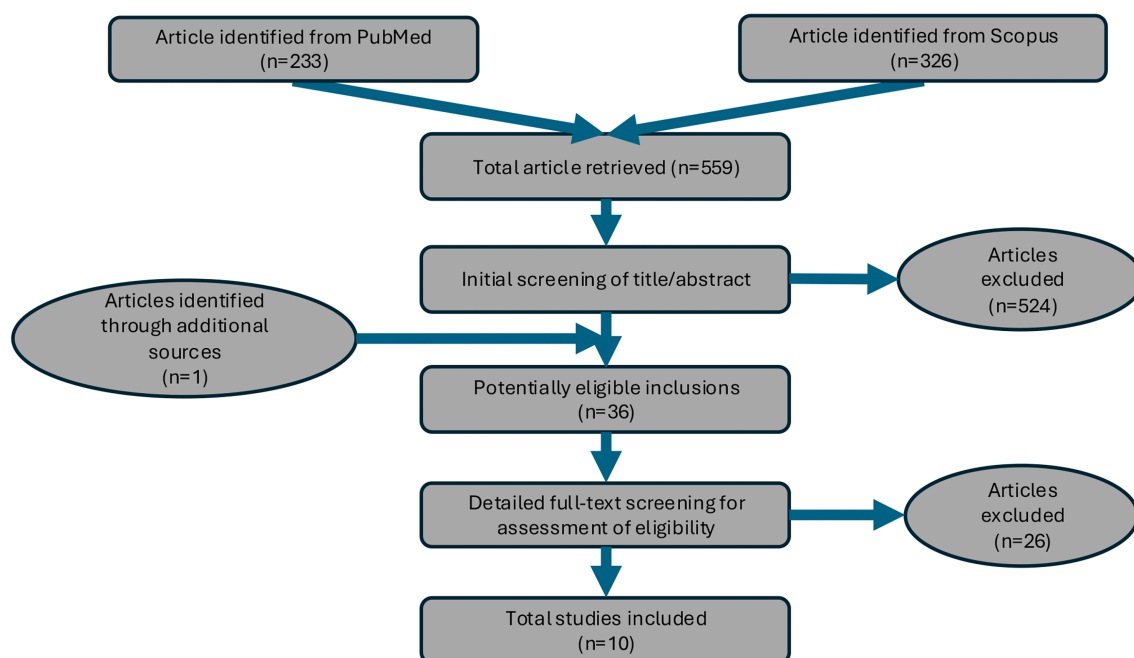 Article identified from PubMed
(n=233)
Article identified from Scopus
(n=326)
Total article retrieved (n=559)
Initial screening of title/abstract
Articles
excluded
(n=524)
Articles identified
through additional
sources
(n=1)
Potentially eligible inclusions
(n=36)
Detailed full-text screening for
assessment of eligibility
Articles
excluded
(n=26)
Total studies included
(n=10)